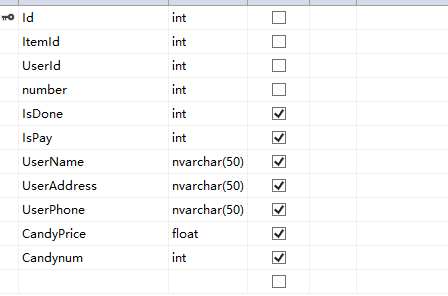 Id int
ItemId int
UserId int
number int
IsDone int
IsPay int
UserName nvarchar(50)
UserAddress nvarchar(50)
UserPhone nvarchar(50)
CandyPrice float
Candynum int